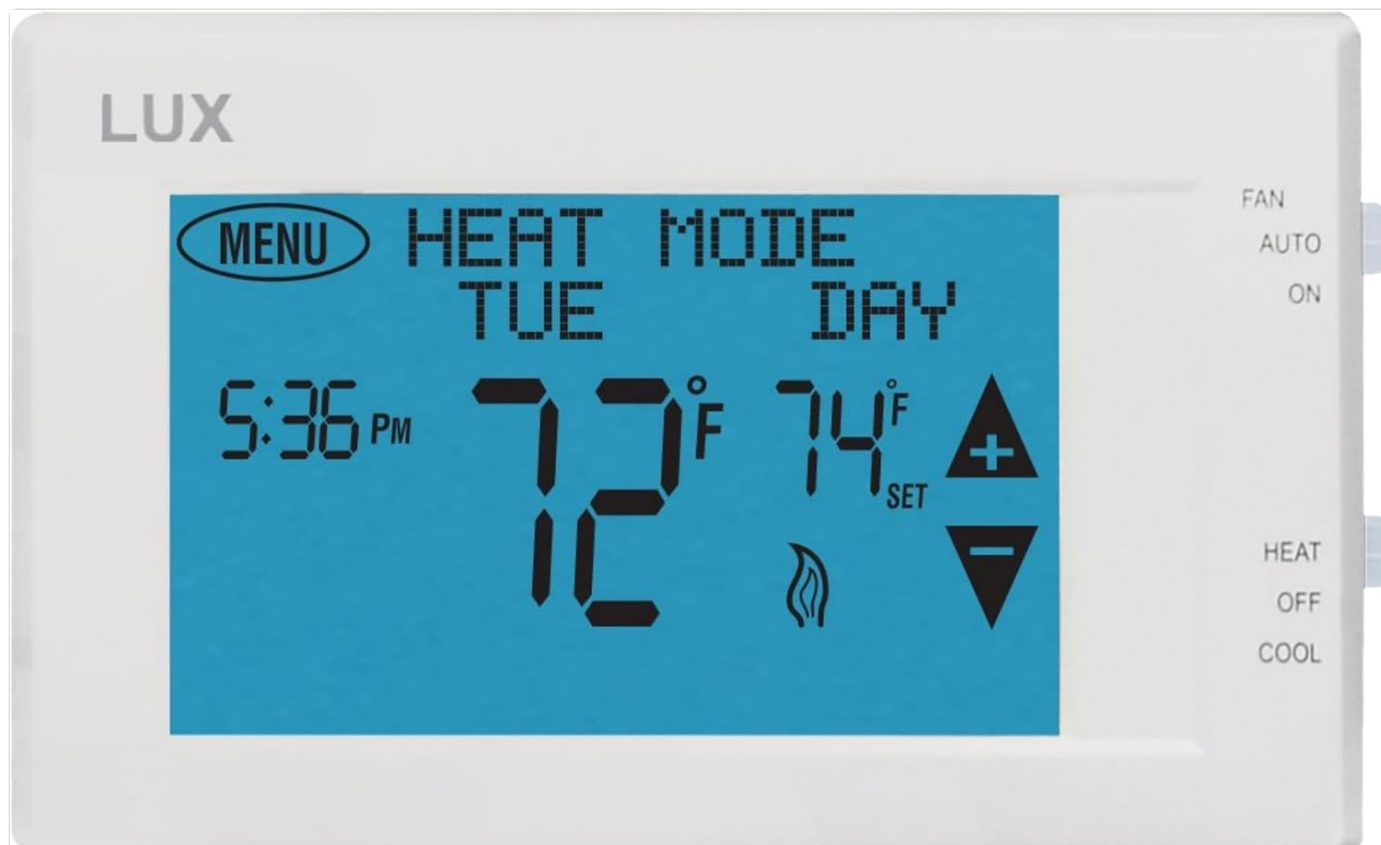 LUX
MENU HEAT MODE
TUE DAY
5:36 PM 72°F 74°F SET
+
-
FAN
AUTO
ON
HEAT
OFF
COOL